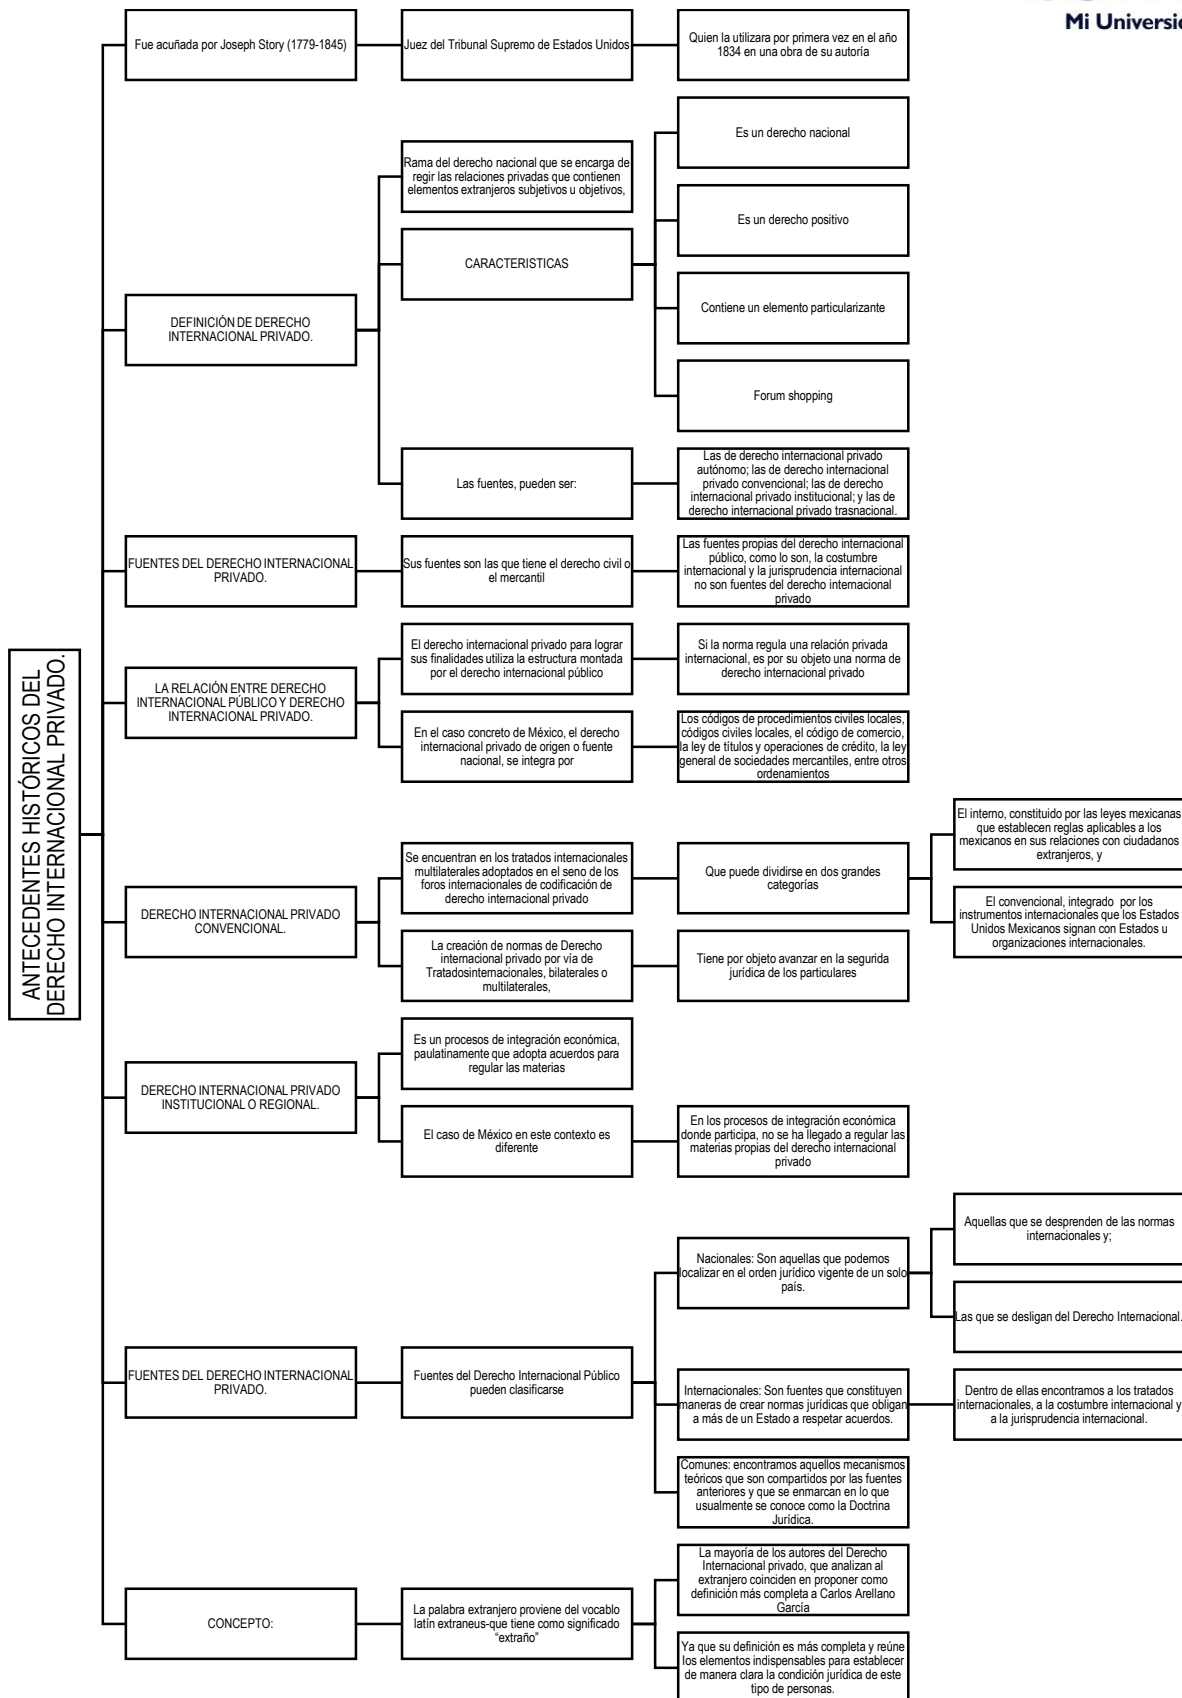 Mi Universid
ANTECEDENTES HISTÓRICOS DEL
DERECHO INTERNACIONAL PRIVADO.
Fue acuñada por Joseph Story (1779-1845)
Juez del Tribunal Supremo de Estados Unidos
Quien la utilizara por primera vez en el año
1834 en una obra de su autoría
DEFINICIÓN DE DERECHO
INTERNACIONAL PRIVADO.
Rama del derecho nacional que se encarga de
regir las relaciones privadas que contienen
elementos extranjeros subjetivos u objetivos,
CARACTERISTICAS
Es un derecho nacional
Es un derecho positivo
Contiene un elemento particularizante
Forum shopping
Las fuentes, pueden ser:
Las de derecho internacional privado
autónomo; las de derecho internacional
privado convencional; las de derecho
internacional privado institucional; y las de
derecho internacional privado trasnacional.
FUENTES DEL DERECHO INTERNACIONAL
PRIVADO.
Sus fuentes son las que tiene el derecho civil o
el mercantil
Las fuentes propias del derecho internacional
público, como lo son, la costumbre
internacional y la jurisprudencia internacional
no son fuentes del derecho internacional
privado
LA RELACIÓN ENTRE DERECHO
INTERNACIONAL PÚBLICO Y DERECHO
INTERNACIONAL PRIVADO.
El derecho internacional privado para lograr
sus finalidades utiliza la estructura montada
por el derecho internacional público
Si la norma regula una relación privada
internacional, es por su objeto una norma de
derecho internacional privado
En el caso concreto de México, el derecho
internacional privado de origen o fuente
nacional, se integra por
Los códigos de procedimientos civiles locales,
códigos civiles locales, el código de comercio,
la ley de títulos y operaciones de crédito, la ley
general de sociedades mercantiles, entre otros
ordenamientos
DERECHO INTERNACIONAL PRIVADO
CONVENCIONAL.
Se encuentran en los tratados internacionales
multilaterales adoptados en el seno de los
foros internacionales de codificación de
derecho internacional privado
Que puede dividirse en dos grandes
categorías
El interno, constituido por las leyes mexicanas
que establecen reglas aplicables a los
mexicanos en sus relaciones con ciudadanos
extranjeros, y
El convencional, integrado por los
instrumentos internacionales que los Estados
Unidos Mexicanos signan con Estados u
organizaciones internacionales.
La creación de normas de Derecho
internacional privado por vía de
Tratadosinternacionales, bilaterales o
multilaterales,
Tiene por objeto avanzar en la segurida
jurídica de los particulares
DERECHO INTERNACIONAL PRIVADO
INSTITUCIONAL O REGIONAL.
Es un procesos de integración económica,
paulatinamente que adopta acuerdos para
regular las materias
El caso de México en este contexto es
diferente
En los procesos de integración económica
donde participa, no se ha llegado a regular las
materias propias del derecho internacional
privado
FUENTES DEL DERECHO INTERNACIONAL
PRIVADO.
Fuentes del Derecho Internacional Público
pueden clasificarse
Nacionales: Son aquellas que podemos
localizar en el orden jurídico vigente de un solo
país.
Aquellas que se desprenden de las normas
internacionales y;
Las que se desligan del Derecho Internacional.
Internacionales: Son fuentes que constituyen
maneras de crear normas jurídicas que obligan
a más de un Estado a respetar acuerdos.
Dentro de ellas encontramos a los tratados
internacionales, a la costumbre internacional y
a la jurisprudencia internacional.
Comunes: encontramos aquellos mecanismos
teóricos que son compartidos por las fuentes
anteriores y que se enmarcan en lo que
usualmente se conoce como la Doctrina
Jurídica.
CONCEPTO:
La palabra extranjero proviene del vocablo
latín extraneus-que tiene como significado
“extraño”
La mayoría de los autores del Derecho
Internacional privado, que analizan al
extranjero coinciden en proponer como
definición más completa a Carlos Arellano
García
Ya que su definición es más completa y reúne
los elementos indispensables para establecer
de manera clara la condición jurídica de este
tipo de personas.